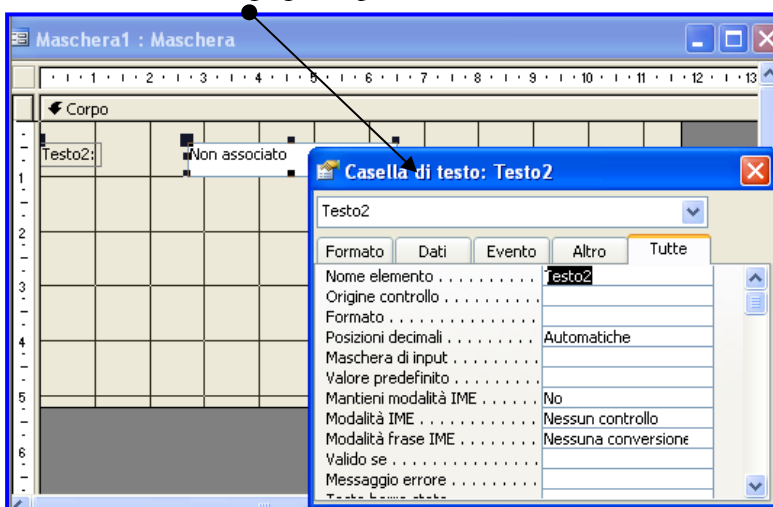 Maschera1 : Maschera
1 2 3 4 5 6 7 8 9 10 11 12 13
Corpo
Testo2:
Non associato
1
2
3
4
5
6
Casella di testo: Testo2
Testo2
Formato Dati Evento Altro Tutte
Nome elemento . . . . . . . . . . Testo2
Origine controllo . . . . . . . . .
Formato . . . . . . . . . . . . . . .
Posizioni decimali . . . . . . . . . Automatiche
Maschera di input . . . . . . . . .
Valore predefinito . . . . . . . . .
Mantieni modalità IME . . . . . . No
Modalità IME . . . . . . . . . . . . Nessun controllo
Modalità frase IME . . . . . . . . Nessuna conversione
Valido se . . . . . . . . . . . . . . .
Messaggio errore . . . . . . . . .